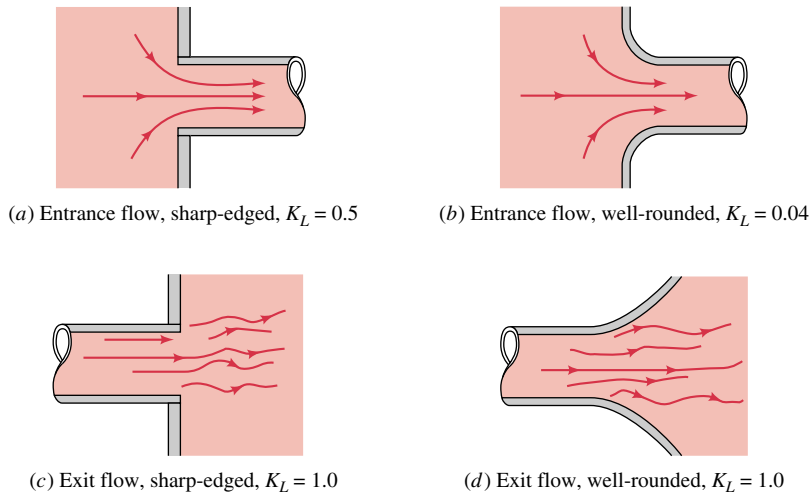 (a) Entrance flow, sharp-edged, K_L = 0.5
(b) Entrance flow, well-rounded, K_L = 0.04
(c) Exit flow, sharp-edged, K_L = 1.0
(d) Exit flow, well-rounded, K_L = 1.0